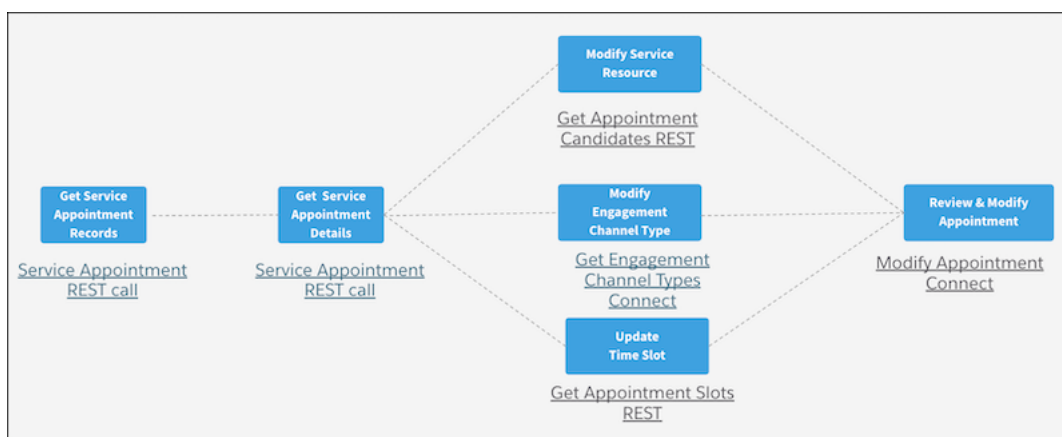 Modify Service
Resource
Get Appointment
Candidates REST
Get Service
Appointment
Records
Service Appointment
REST call
Get Service
Appointment
Details
Service Appointment
REST call
Modify
Engagement
Channel Type
Get Engagement
Channel Types
Connect
Update
Time Slot
Get Appointment Slots
REST
Review & Modify
Appointment
Modify Appointment
Connect